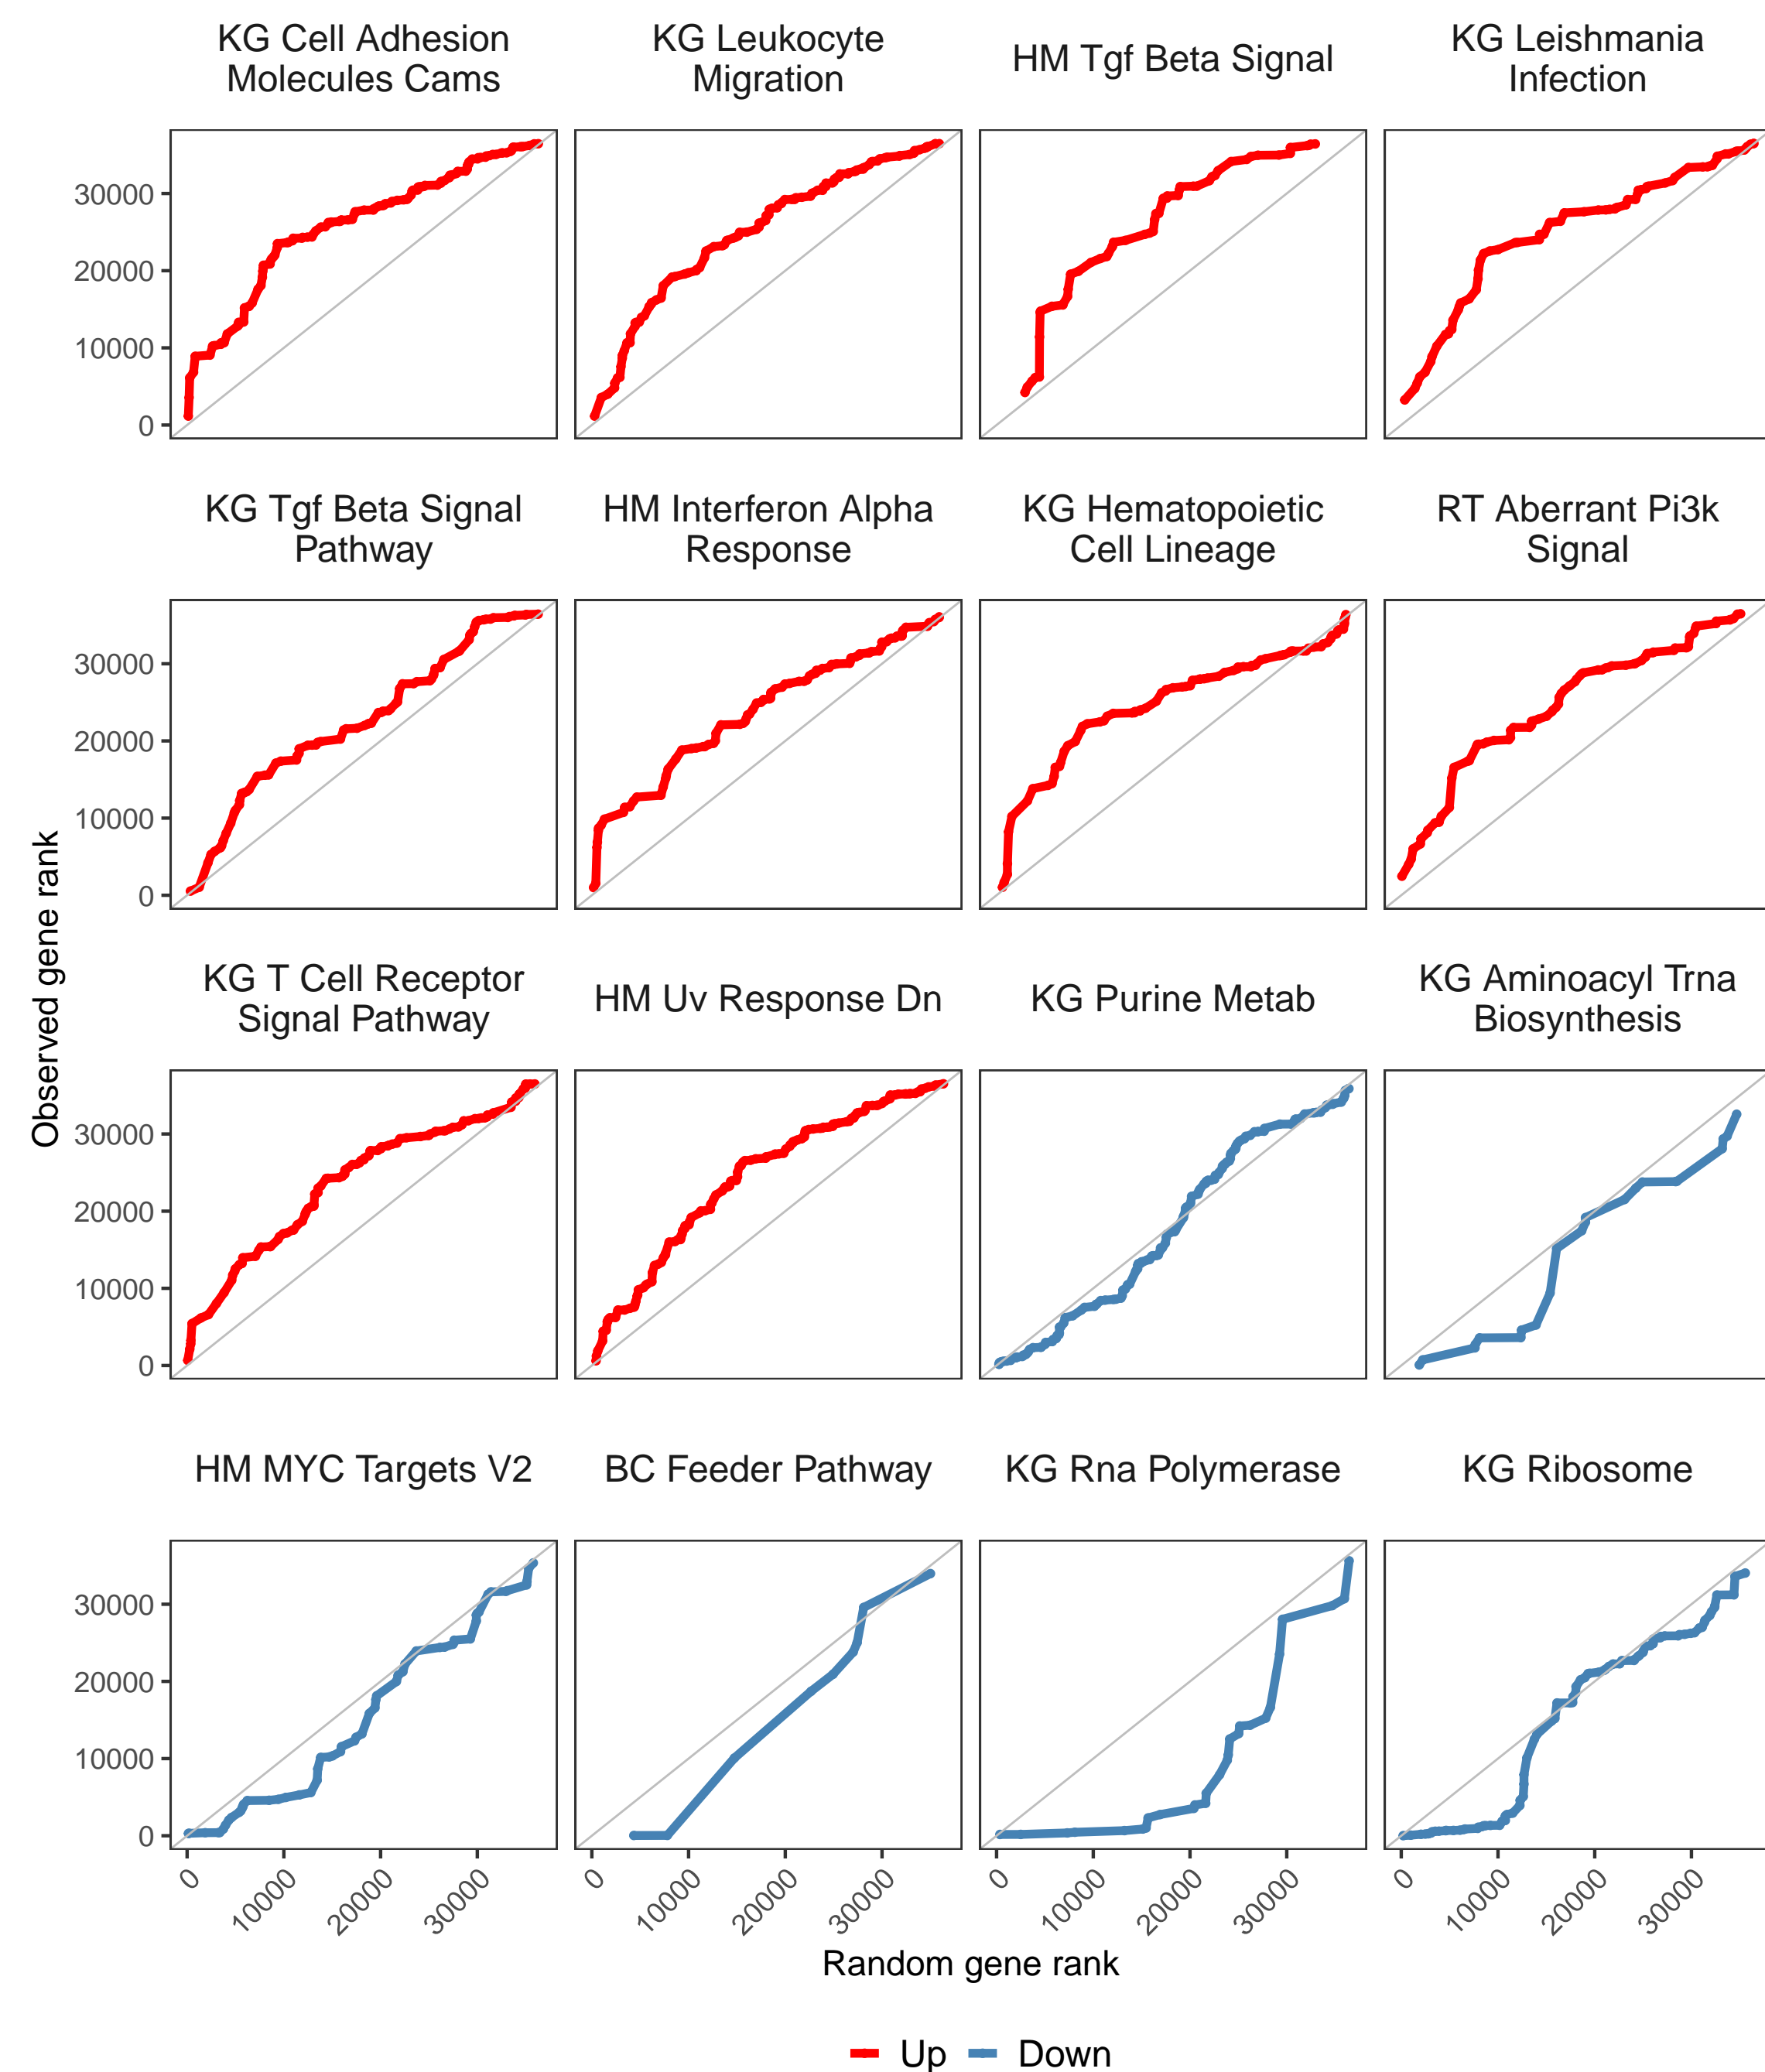 KG Cell Adhesion
Molecules Cams
KG Leukocyte
Migration
HM Tgf Beta Signal
KG Leishmania
Infection
30000
20000
10000
0
KG Tgf Beta Signal
Pathway
HM Interferon Alpha
Response
KG Hematopoietic
Cell Lineage
RT Aberrant Pi3k
Signal
30000
20000
10000
0
Observed gene rank
KG T Cell Receptor
Signal Pathway
HM Uv Response Dn
KG Purine Metab
KG Aminoacyl Trna
Biosynthesis
30000
20000
10000
0
HM MYC Targets V2
BC Feeder Pathway
KG Rna Polymerase
KG Ribosome
30000
20000
10000
0
0 10000 20000 30000
0 10000 20000 30000
0 10000 20000 30000
0 10000 20000 30000
Random gene rank
Up Down